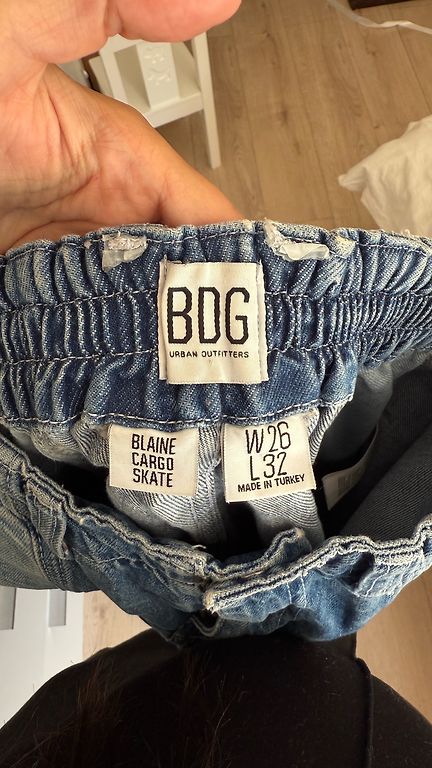 BDG
URBAN OUTFITTERS
BLAINE
CARGO
SKATE
W26
L32
MADE IN TURKEY